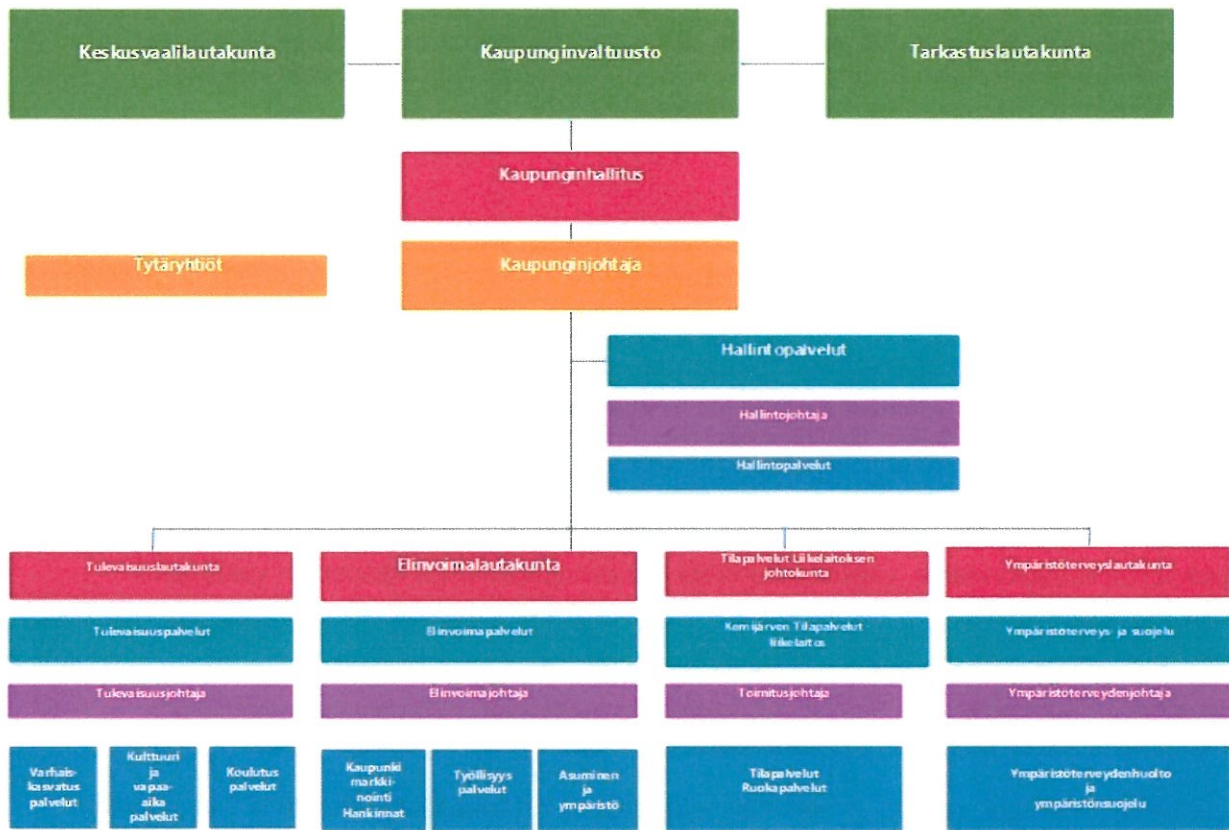 Keskusvaalilautakunta
Kaupunginvaltuusto
Tarkastuslautakunta
Kaupunginhallitus
Tytäryhtiöt
Kaupunginjohtaja
Hallintopalvelut
Hallintojohtaja
Hallintopalvelut
Tulevaisuuslautakunta
Elinvoimalautakunta
Tilapalvelut Liikelaitoksen
johtokunta
Ympäristöterveyslautakunta
Tulevaisuuspalvelut
Elinvoimapalvelut
Kemijärven Tilapalvelut
liikelaitos
Ympäristöterveys- ja suojelu
Tulevaisuusjohtaja
Elinvoimajohtaja
Toimitusjohtaja
Ympäristöterveydenjohtaja
Varhais-
kasvatus
palvelut
Kulttuuri
ja
vapaa-
aika
palvelut
Koulutus
palvelut
Kaupunki
markki-
nointi
Hankinnat
Työllisyys
palvelut
Asuminen
ja
ympäristö
Tilapalvelut
Ruokapalvelut
Ympäristöterveydenhuolto
ja
ympäristönsuojelu